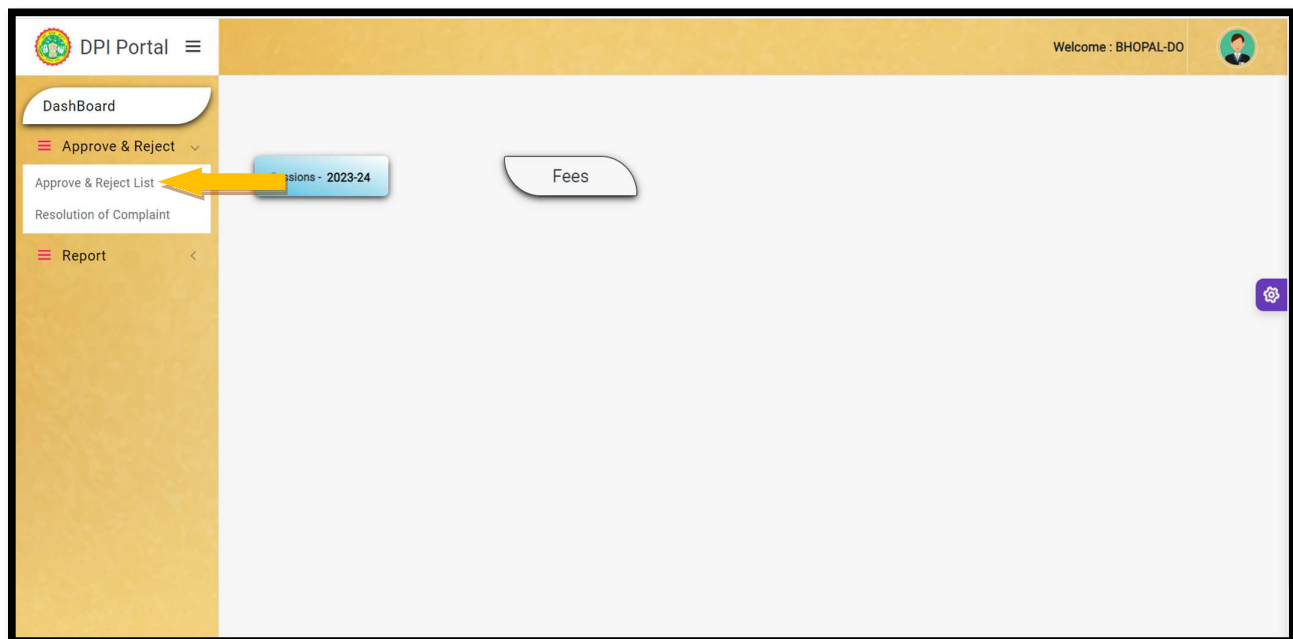 DPI Portal
Welcome : BHOPAL-DO
DashBoard
Approve & Reject
Approve & Reject List
Resolution of Complaint
Report
2023-24
Fees